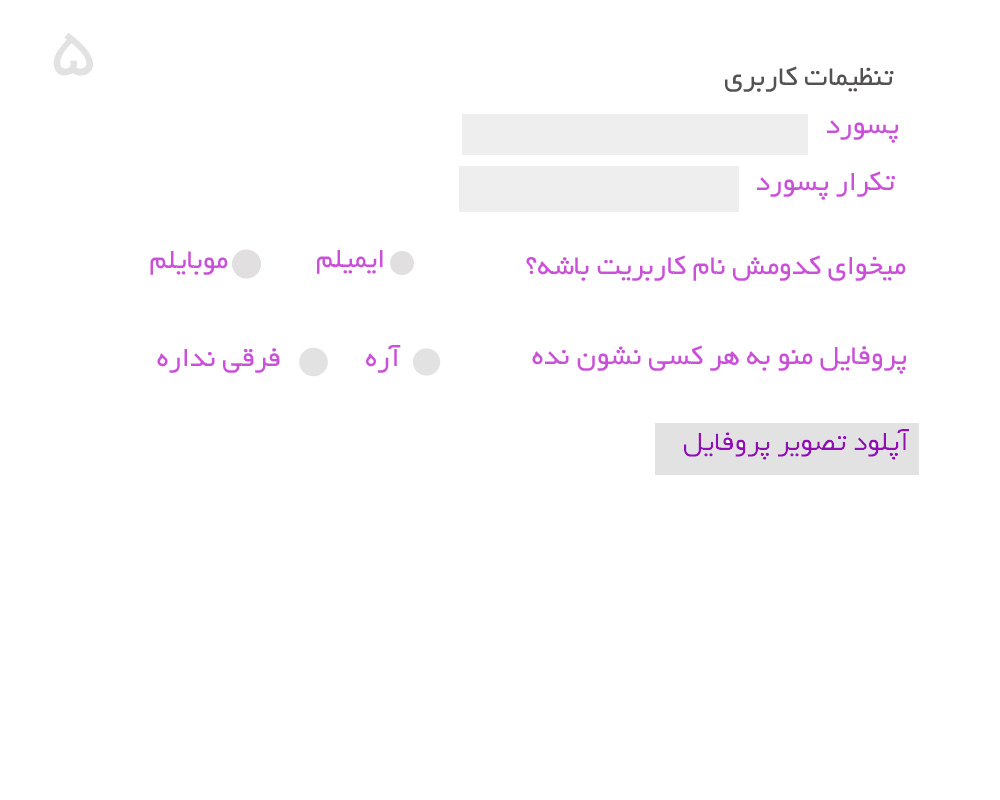 ۵
تنظیمات کاربری
پسورد
تکرار پسورد
میخوای کدومش نام کاربریت باشه؟ ایمیلم موبایلم
پروفایل منو به هر کسی نشون نده آره فرقی نداره
آپلود تصویر پروفایل